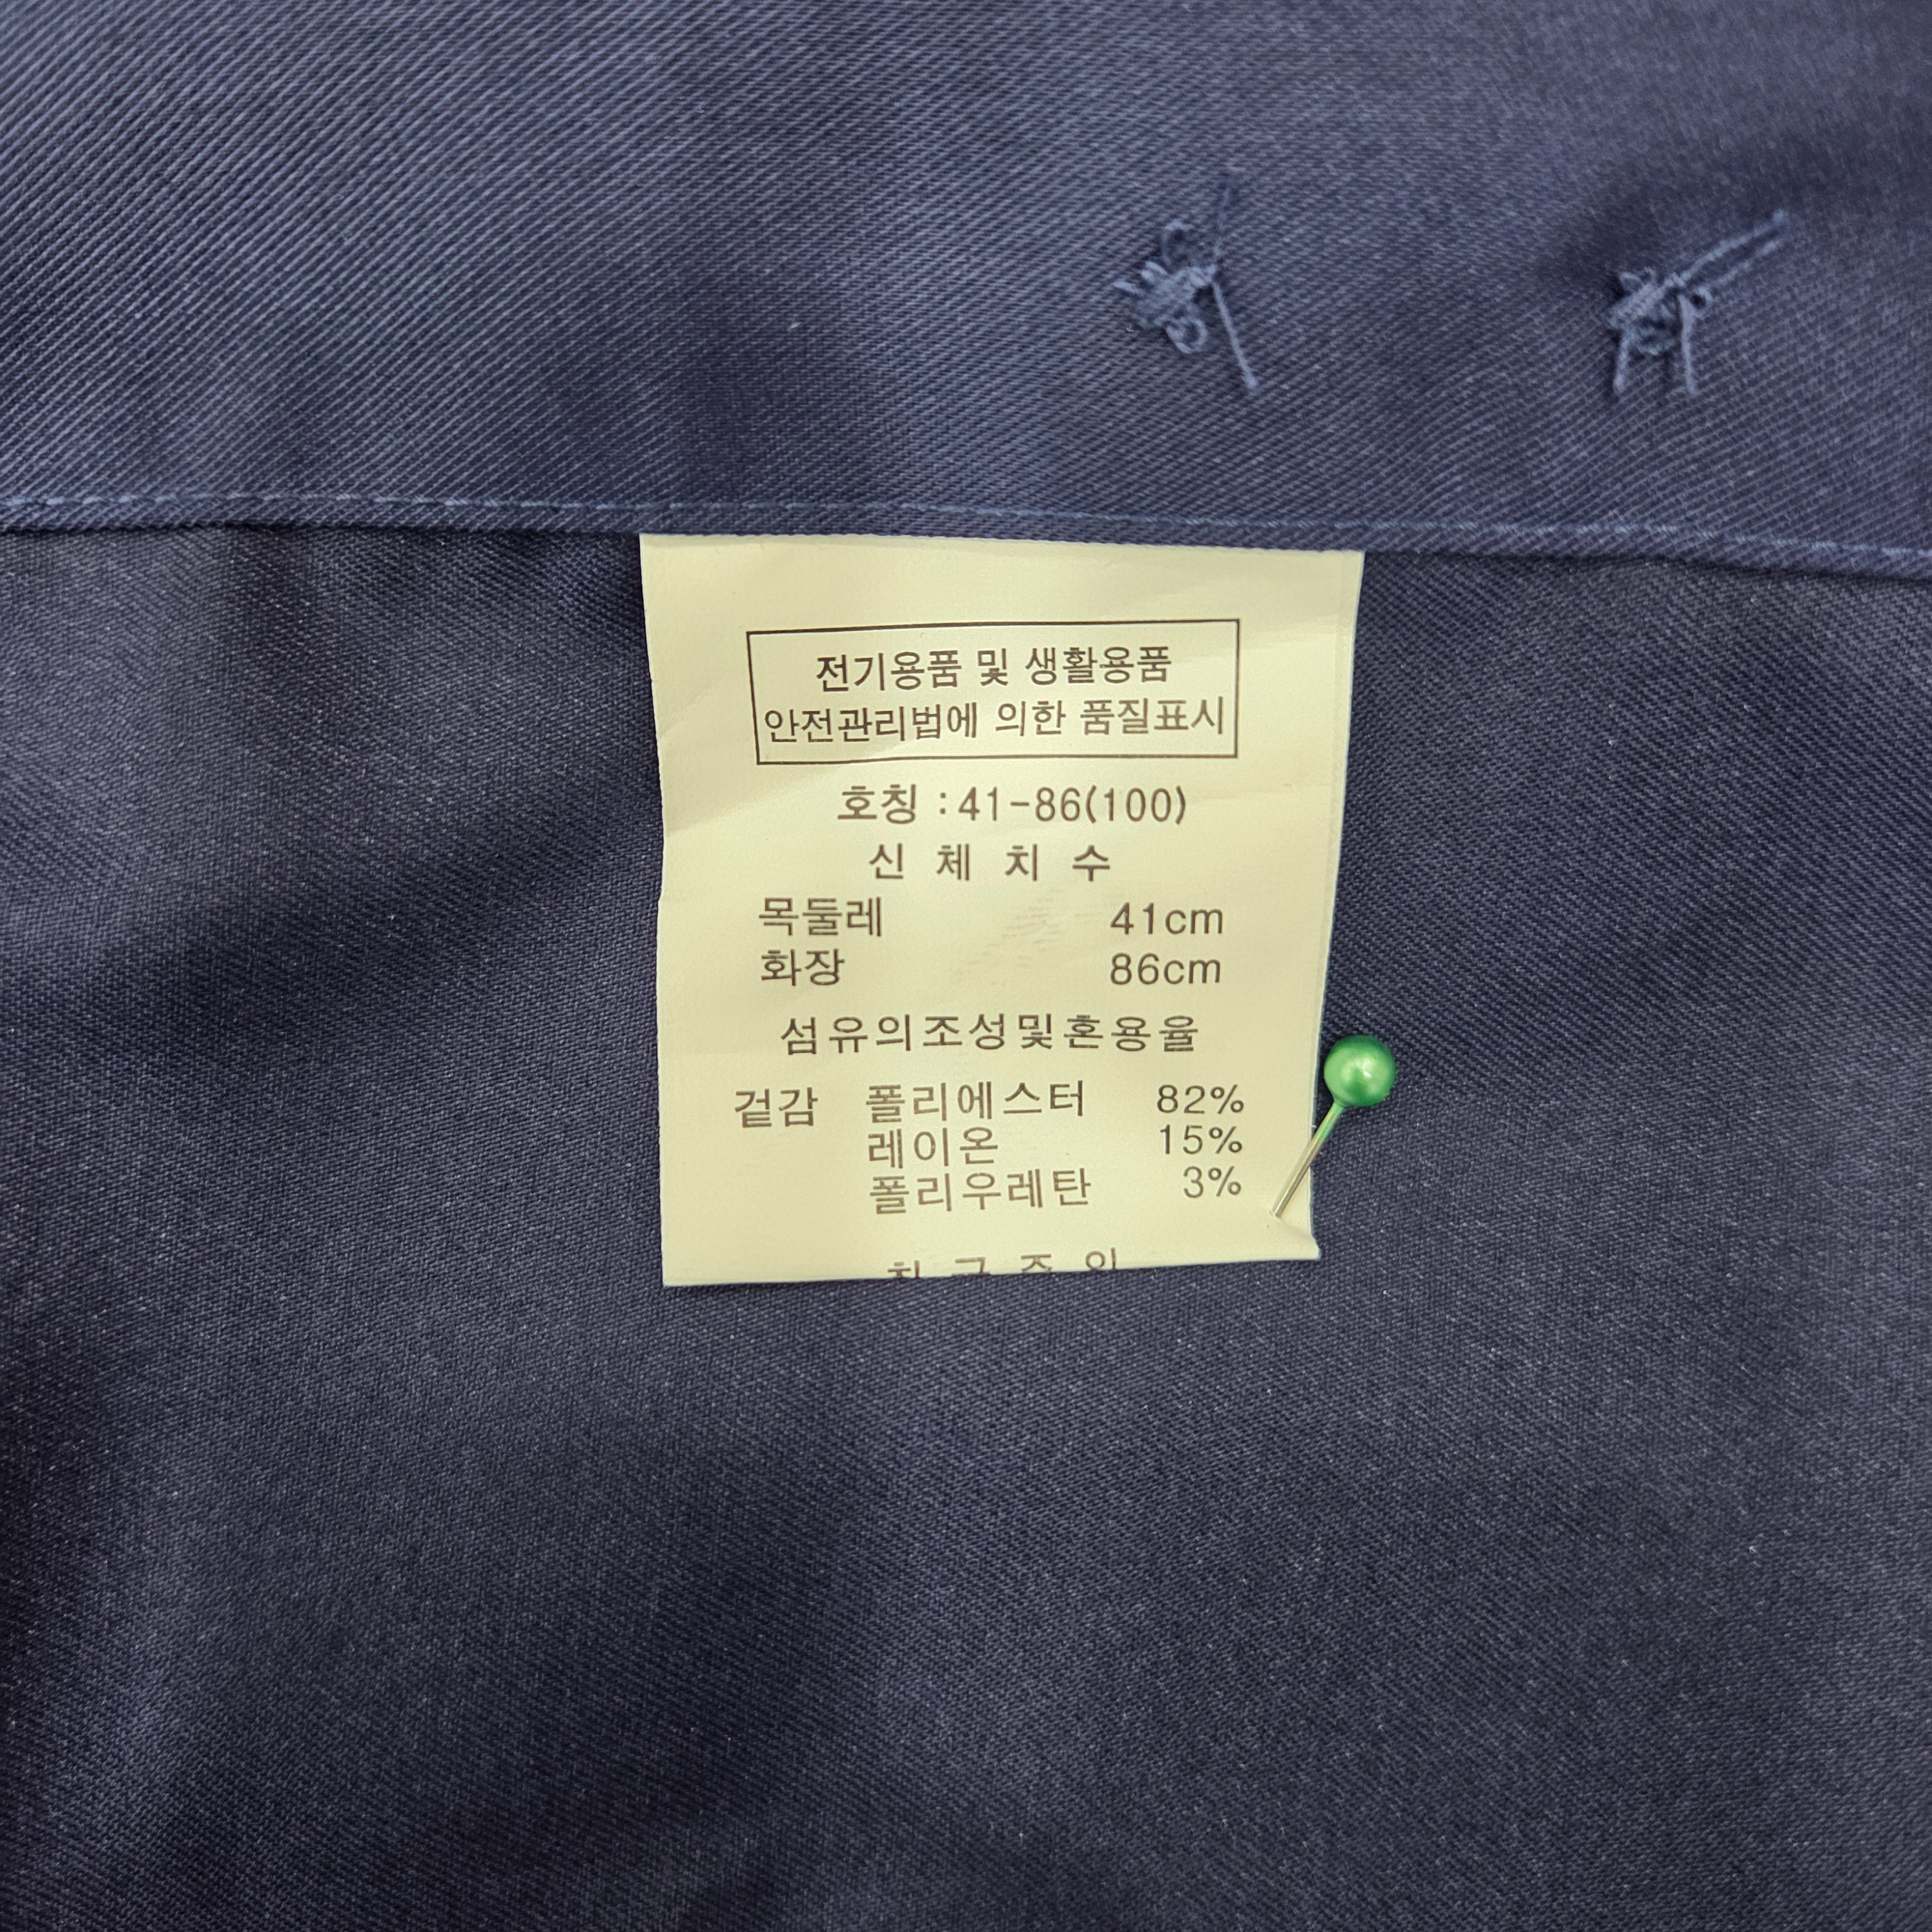 전기용품 및 생활용품
안전관리법에 의한 품질표시
호칭 : 41-86(100)
신 체 치 수
목둘레 41cm
화장 86cm
섬유의조성및혼용율
겉감 폴리에스터 82%
레이온 15%
폴리우레탄 3%